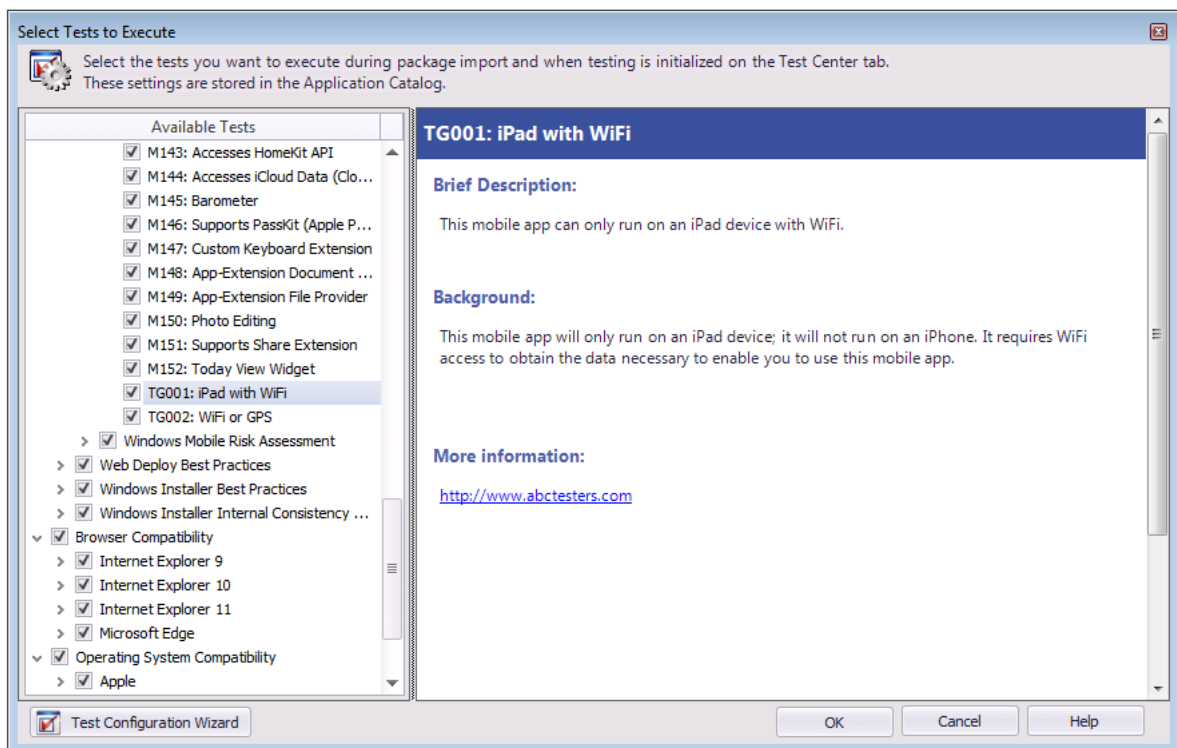 Select Tests to Execute
Select the tests you want to execute during package import and when testing is initialized on the Test Center tab.
These settings are stored in the Application Catalog.
Available Tests
M143: Accesses HomeKit API
M144: Accesses iCloud Data (Clo...
M145: Barometer
M146: Supports PassKit (Apple P...
M147: Custom Keyboard Extension
M148: App-Extension Document ...
M149: App-Extension File Provider
M150: Photo Editing
M151: Supports Share Extension
M152: Today View Widget
TG001: iPad with WiFi
TG002: WiFi or GPS
Windows Mobile Risk Assessment
Web Deploy Best Practices
Windows Installer Best Practices
Windows Installer Internal Consistency ...
Browser Compatibility
Internet Explorer 9
Internet Explorer 10
Internet Explorer 11
Microsoft Edge
Operating System Compatibility
Apple
TG001: iPad with WiFi
Brief Description:
This mobile app can only run on an iPad device with WiFi.
Background:
This mobile app will only run on an iPad device; it will not run on an iPhone. It requires WiFi
access to obtain the data necessary to enable you to use this mobile app.
More information:
http://www.abctesters.com
Test Configuration Wizard
OK
Cancel
Help